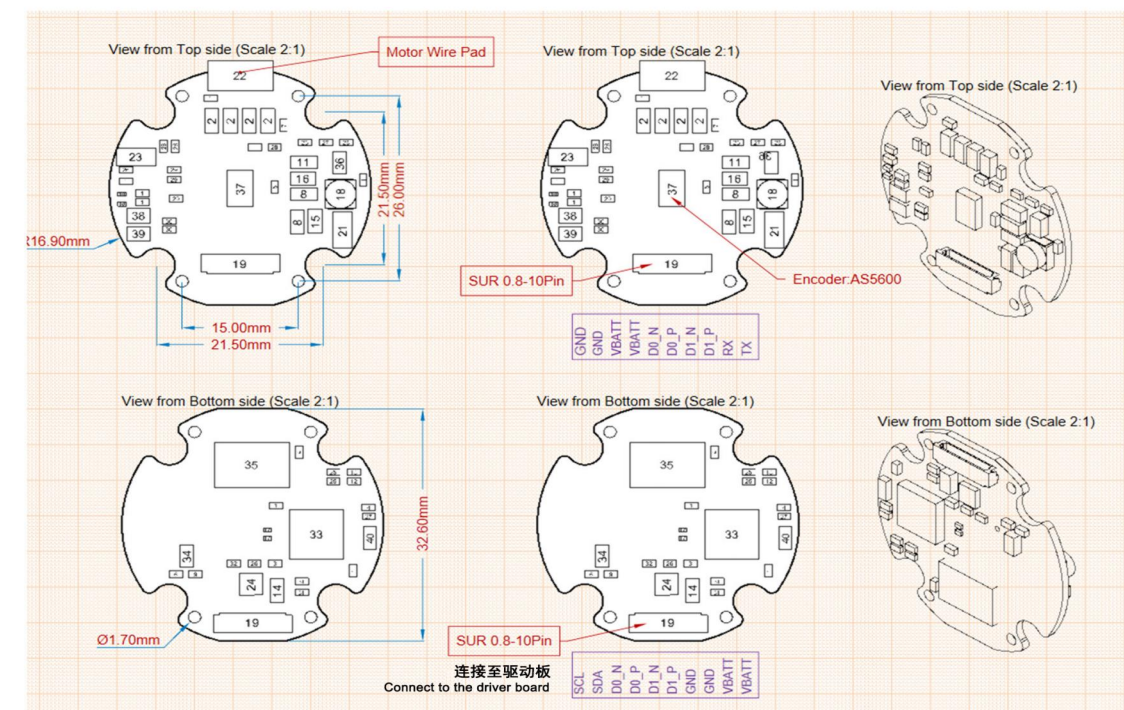 View from Top side (Scale 2:1)
Motor Wire Pad
22
2 2 2 2
23
11
36
16
37
8
18
38
39
8
15
21
19
R16.90mm
21.50mm
26.00mm
15.00mm
21.50mm
View from Top side (Scale 2:1)
22
2 2 2 2
23
11
36
16
37
8
18
38
39
8
15
21
19
SUR 0.8-10Pin
Encoder:AS5600
GND
GND
VBATT
VBATT
D0_N
D0_P
D1_N
D1_P
RX
TX
View from Top side (Scale 2:1)
View from Bottom side (Scale 2:1)
35
33
40
34
24
14
19
32.60mm
Ø1.70mm
View from Bottom side (Scale 2:1)
35
33
40
34
24
14
19
SUR 0.8-10Pin
连接至驱动板
Connect to the driver board
SCL
SDA
D0_N
D0_P
D1_N
D1_P
GND
GND
VBATT
VBATT
View from Bottom side (Scale 2:1)